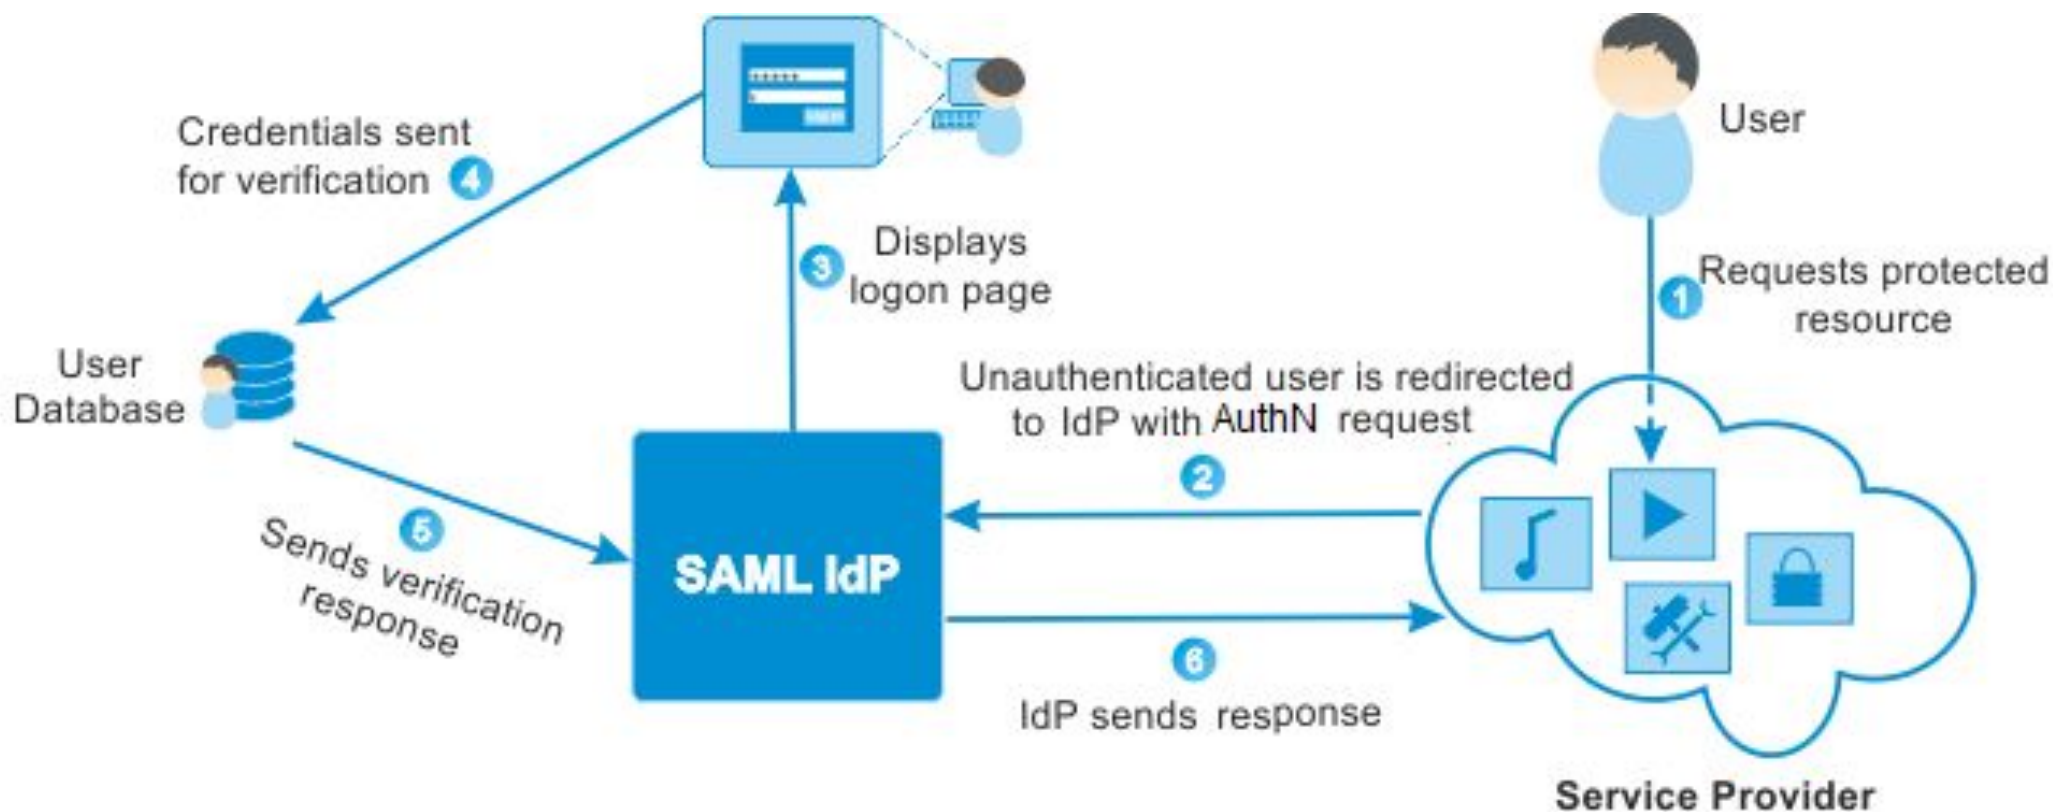 User
1
Requests protected
resource
Unauthenticated user is redirected
to IdP with AuthN request
2
3
Displays
logon page
Credentials sent
for verification 4
User
Database
5
Sends verification
response
SAML IdP
6
IdP sends response
Service Provider